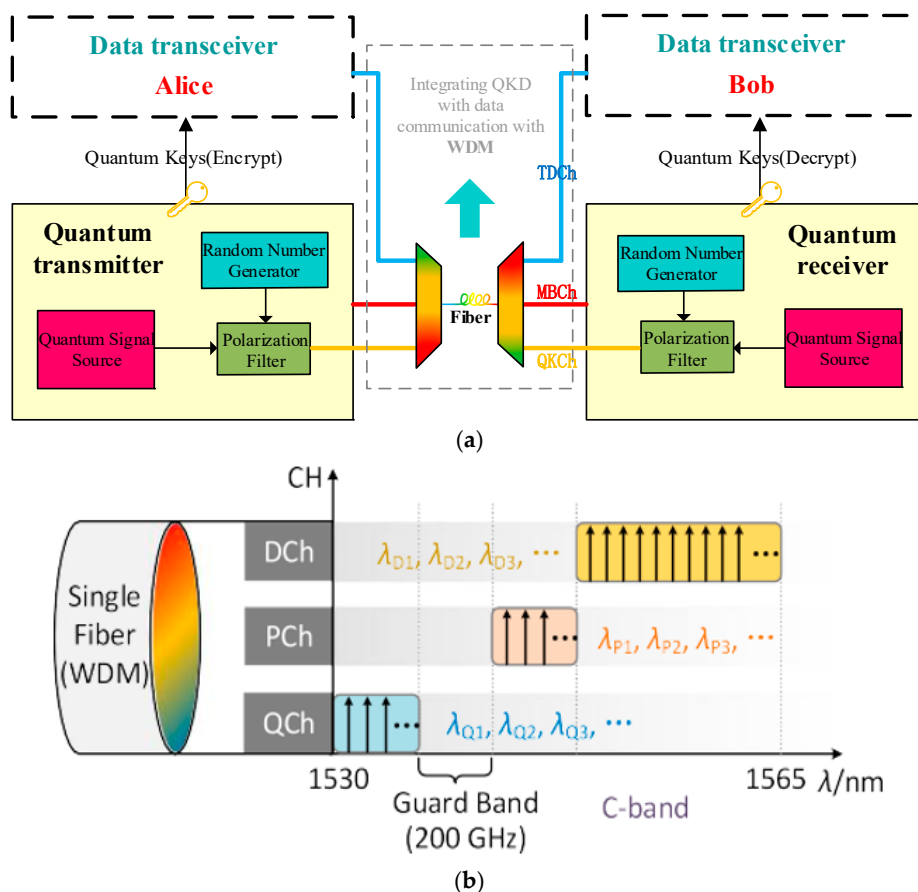 Data transceiver
Alice
Data transceiver
Bob
Integrating QKD
with data
communication with
WDM
Quantum Keys(Encrypt)
Quantum Keys(Decrypt)
TDCh
Quantum
transmitter
Random Number
Generator
Quantum Signal
Source
Polarization
Filter
Fiber
MBCh
QKCh
Random Number
Generator
Quantum
receiver
Polarization
Filter
Quantum Signal
Source
(a)
CH
Single
Fiber
(WDM)
DCh
λD1, λD2, λD3, ···
···
PCh
···
λP1, λP2, λP3, ···
QCh
···
λQ1, λQ2, λQ3, ···
1530
1565
λ/nm
Guard Band
(200 GHz)
C-band
(b)